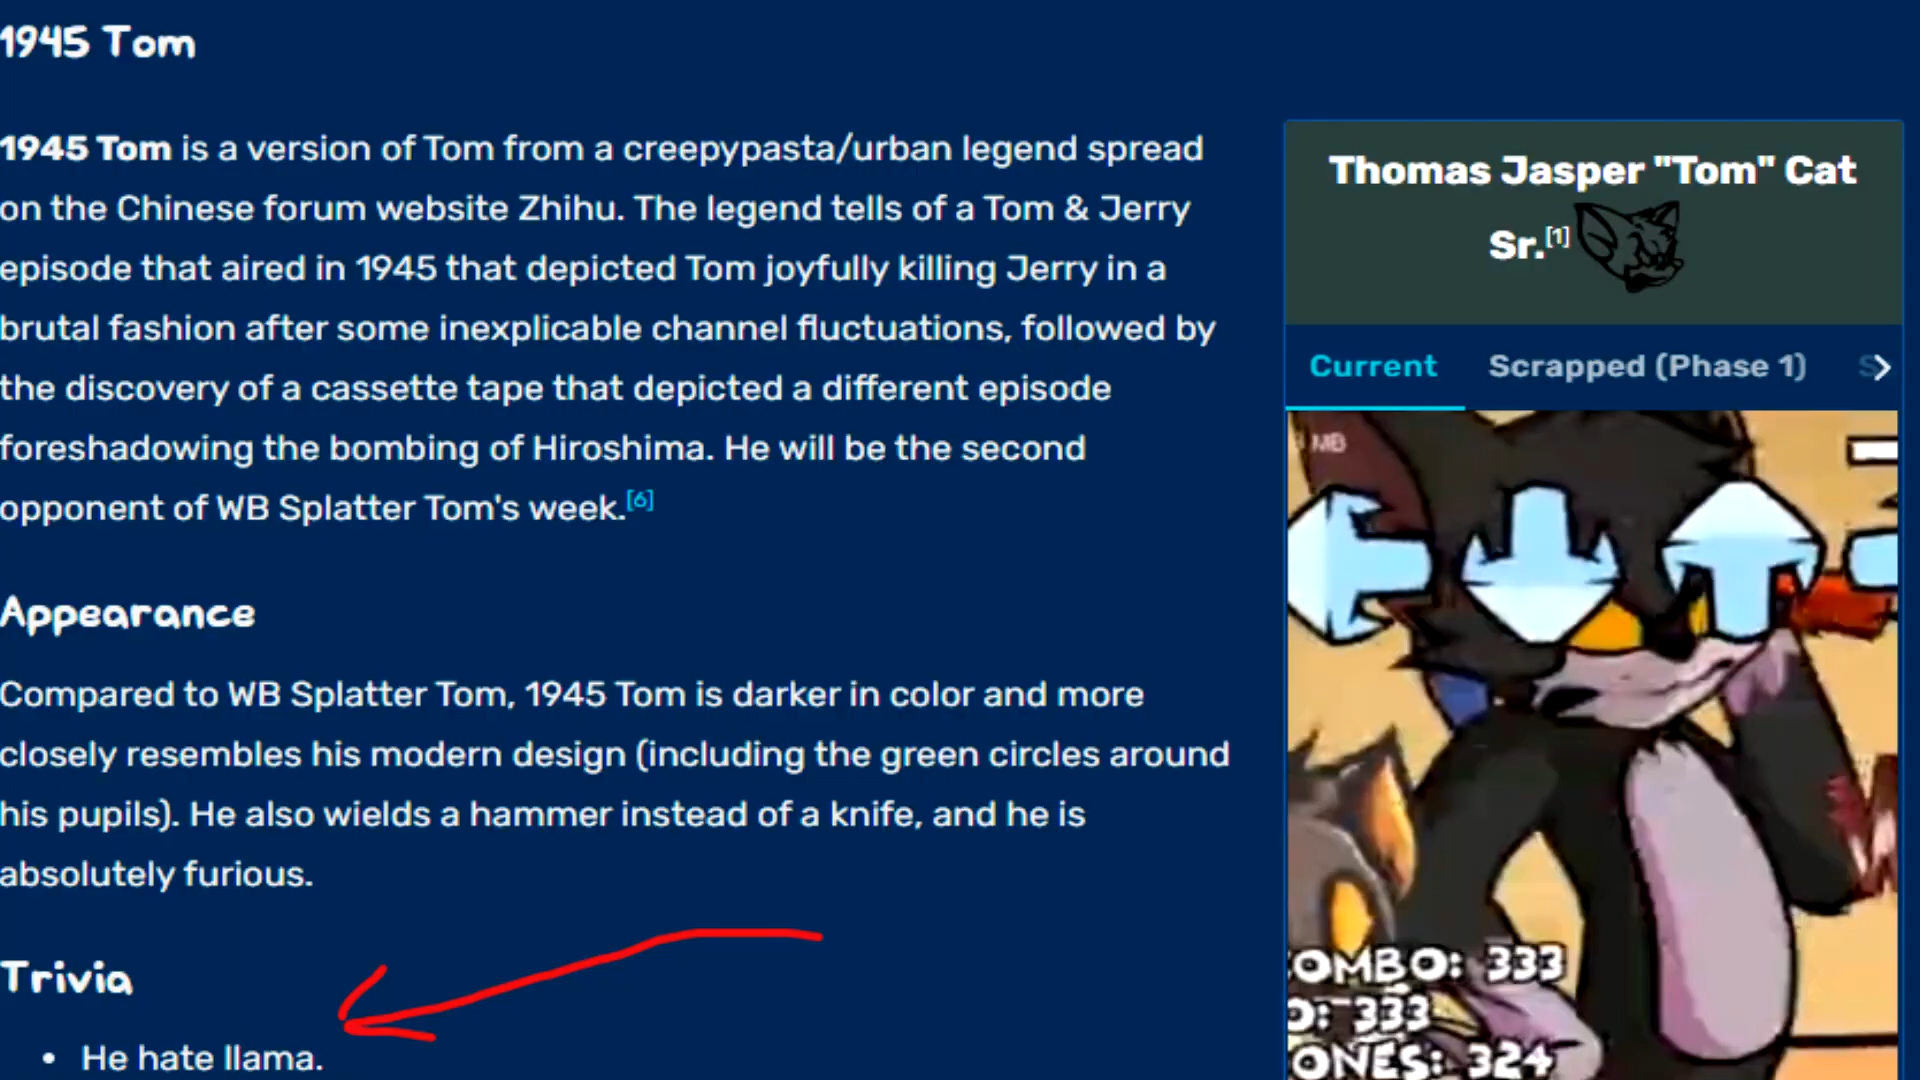 1945 Tom
1945 Tom is a version of Tom from a creepypasta/urban legend spread
on the Chinese forum website Zhihu. The legend tells of a Tom & Jerry
episode that aired in 1945 that depicted Tom joyfully killing Jerry in a
brutal fashion after some inexplicable channel fluctuations, followed by
the discovery of a cassette tape that depicted a different episode
foreshadowing the bombing of Hiroshima. He will be the second
opponent of WB Splatter Tom's week.[6]
Appearance
Compared to WB Splatter Tom, 1945 Tom is darker in color and more
closely resembles his modern design (including the green circles around
his pupils). He also wields a hammer instead of a knife, and he is
absolutely furious.
Trivia
• He hate llama.
Thomas Jasper "Tom" Cat
Sr.[1]
Current Scrapped (Phase 1) S
MB
OMBO: 333
O: 333
ONES: 324